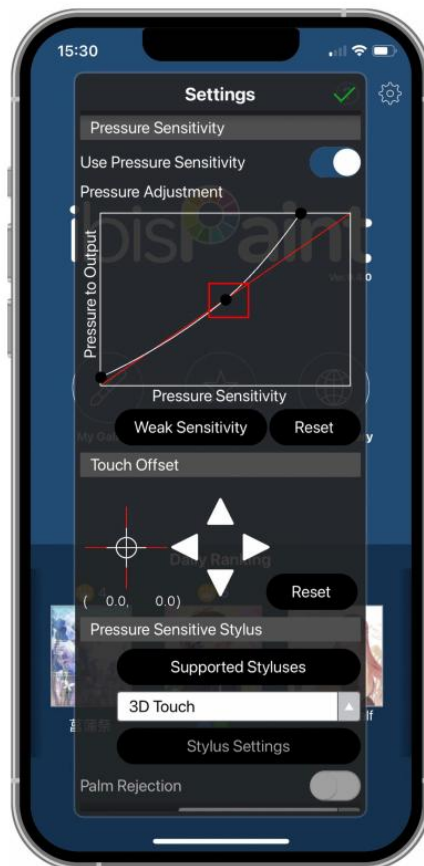 15:30
Settings
Pressure Sensitivity
Use Pressure Sensitivity
Pressure Adjustment
ibisPaint
Pressure to Output
Pressure Sensitivity
Weak Sensitivity
Reset
Touch Offset
Daily Ranking
( 0.0, 0.0)
Reset
Pressure Sensitive Stylus
Supported Styluses
3D Touch
Stylus Settings
Palm Rejection